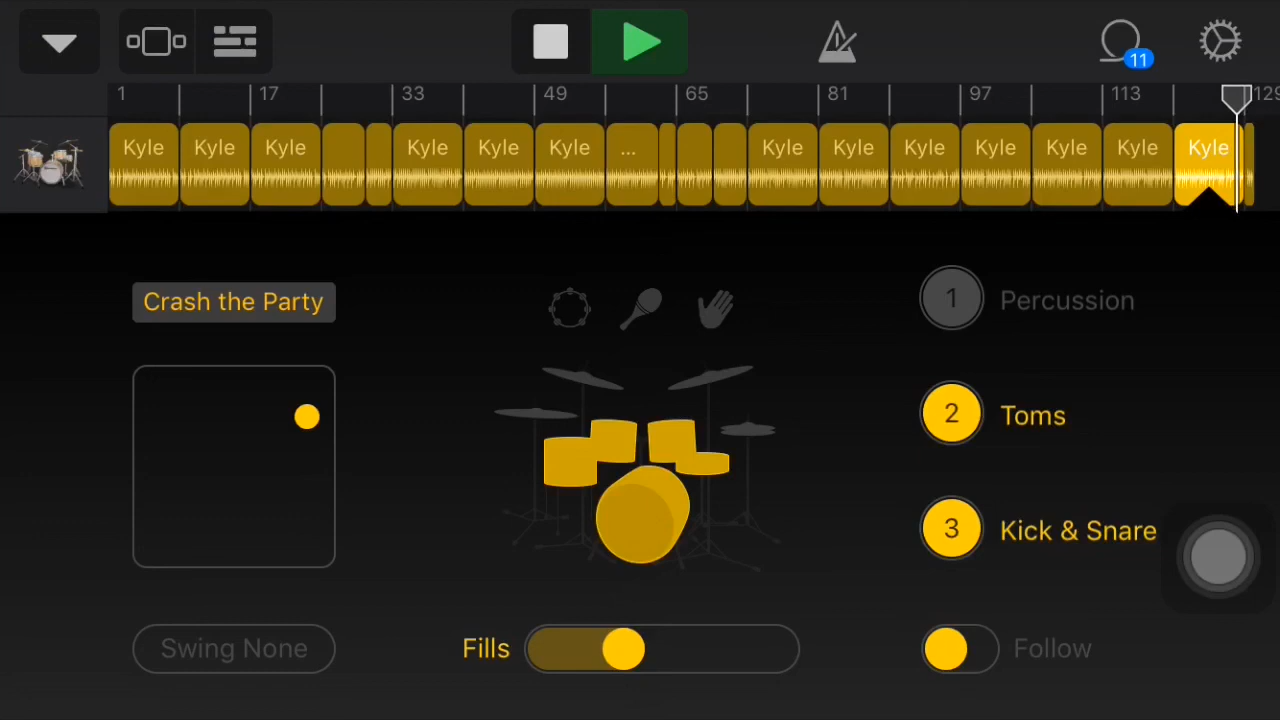 11
1 17 33 49 65 81 97 113 129
Kyle Kyle Kyle Kyle Kyle Kyle ... Kyle Kyle Kyle Kyle Kyle Kyle Kyle
Crash the Party
1 Percussion
2 Toms
3 Kick & Snare
Swing None
Fills
Follow